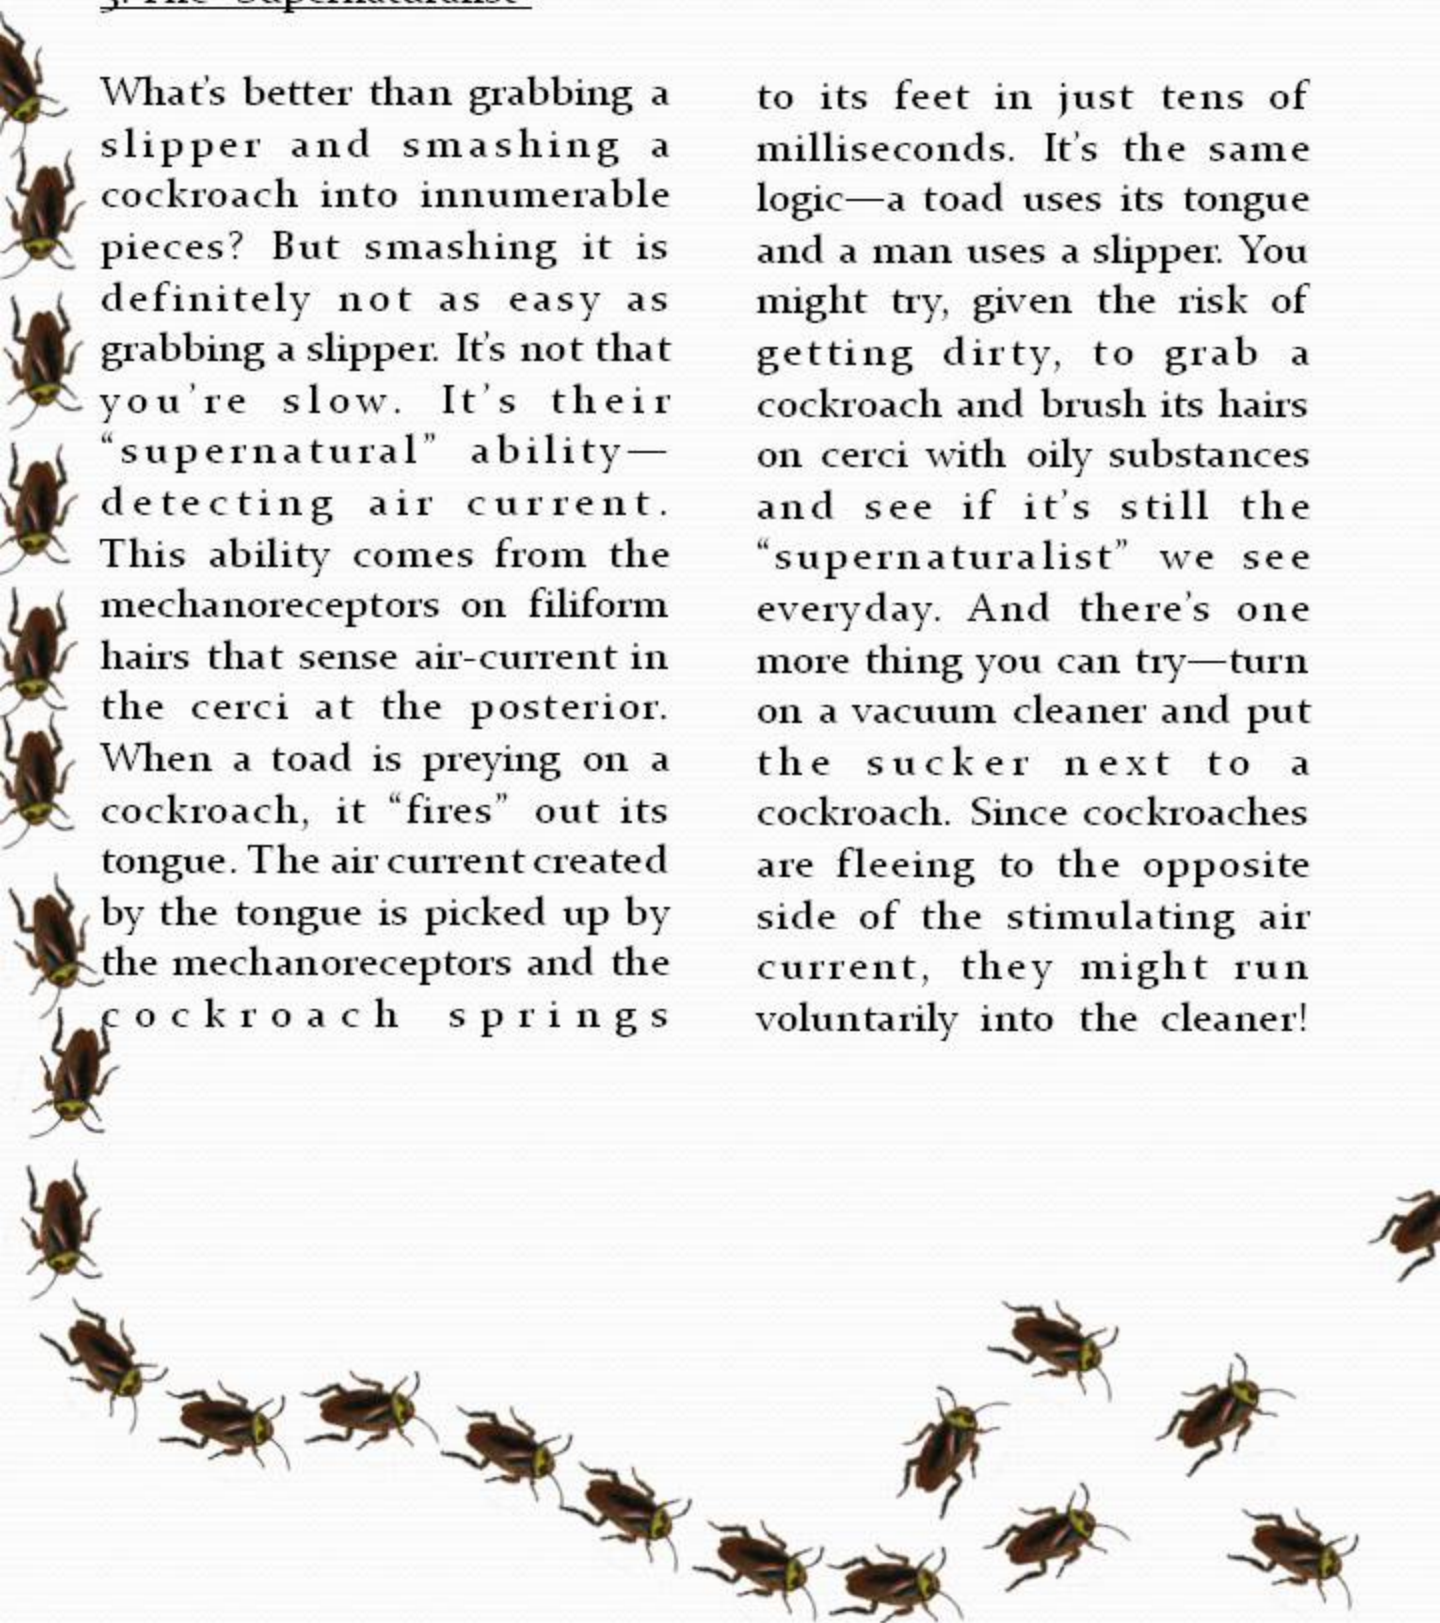 3. The "Supernaturalist"
What's better than grabbing a
slipper and smashing a
cockroach into innumerable
pieces? But smashing it is
definitely not as easy as
grabbing a slipper. It's not that
you're slow. It's their
“supernatural” ability—
detecting air current.
This ability comes from the
mechanoreceptors on filiform
hairs that sense air-current in
the cerci at the posterior.
When a toad is preying on a
cockroach, it “fires” out its
tongue. The air current created
by the tongue is picked up by
the mechanoreceptors and the
cockroach springs
to its feet in just tens of
milliseconds. It's the same
logic—a toad uses its tongue
and a man uses a slipper. You
might try, given the risk of
getting dirty, to grab a
cockroach and brush its hairs
on cerci with oily substances
and see if it's still the
“supernaturalist” we see
everyday. And there's one
more thing you can try—turn
on a vacuum cleaner and put
the sucker next to a
cockroach. Since cockroaches
are fleeing to the opposite
side of the stimulating air
current, they might run
voluntarily into the cleaner!